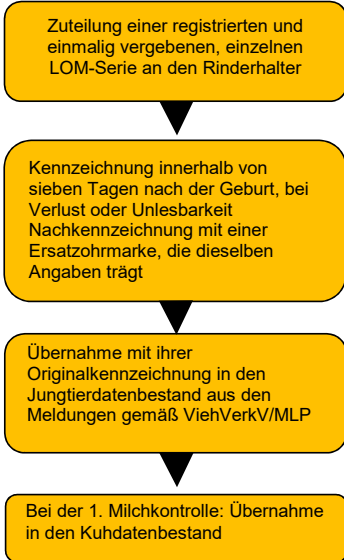 Zuteilung einer registrierten und
einmalig vergebenen, einzelnen
LOM-Serie an den Rinderhalter
Kennzeichnung innerhalb von
sieben Tagen nach der Geburt, bei
Verlust oder Unlesbarkeit
Nachkennzeichnung mit einer
Ersatzohrmarke, die dieselben
Angaben trägt
Übernahme mit ihrer
Originalkennzeichnung in den
Jungtierdatenbestand aus den
Meldungen gemäß ViehVerkV/MLP
Bei der 1. Milchkontrolle: Übernahme
in den Kuhdatenbestand